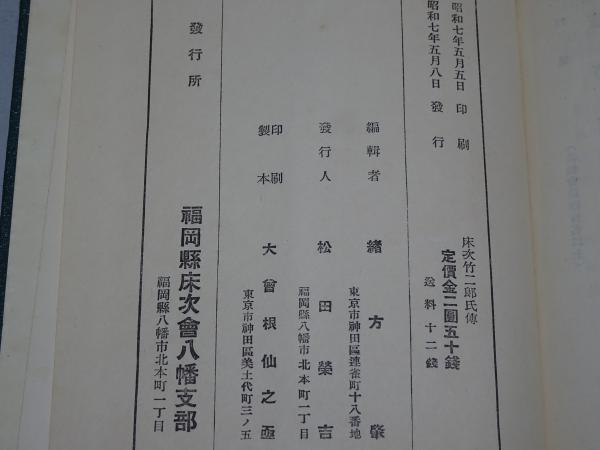 昭和七年五月五日 印刷
昭和七年五月八日 發行
床次竹二郎氏傳
定價金二圓五十錢
送料十二錢
編輯者 緒方肇
東京市神田區連雀町十八番地
發行人 松田榮吉
福岡縣八幡市北本町一丁目
印刷
製本 大曾根仙之亟
東京市神田區美土代町三ノ五
發行所 福岡縣床次會八幡支部
福岡縣八幡市北本町一丁目